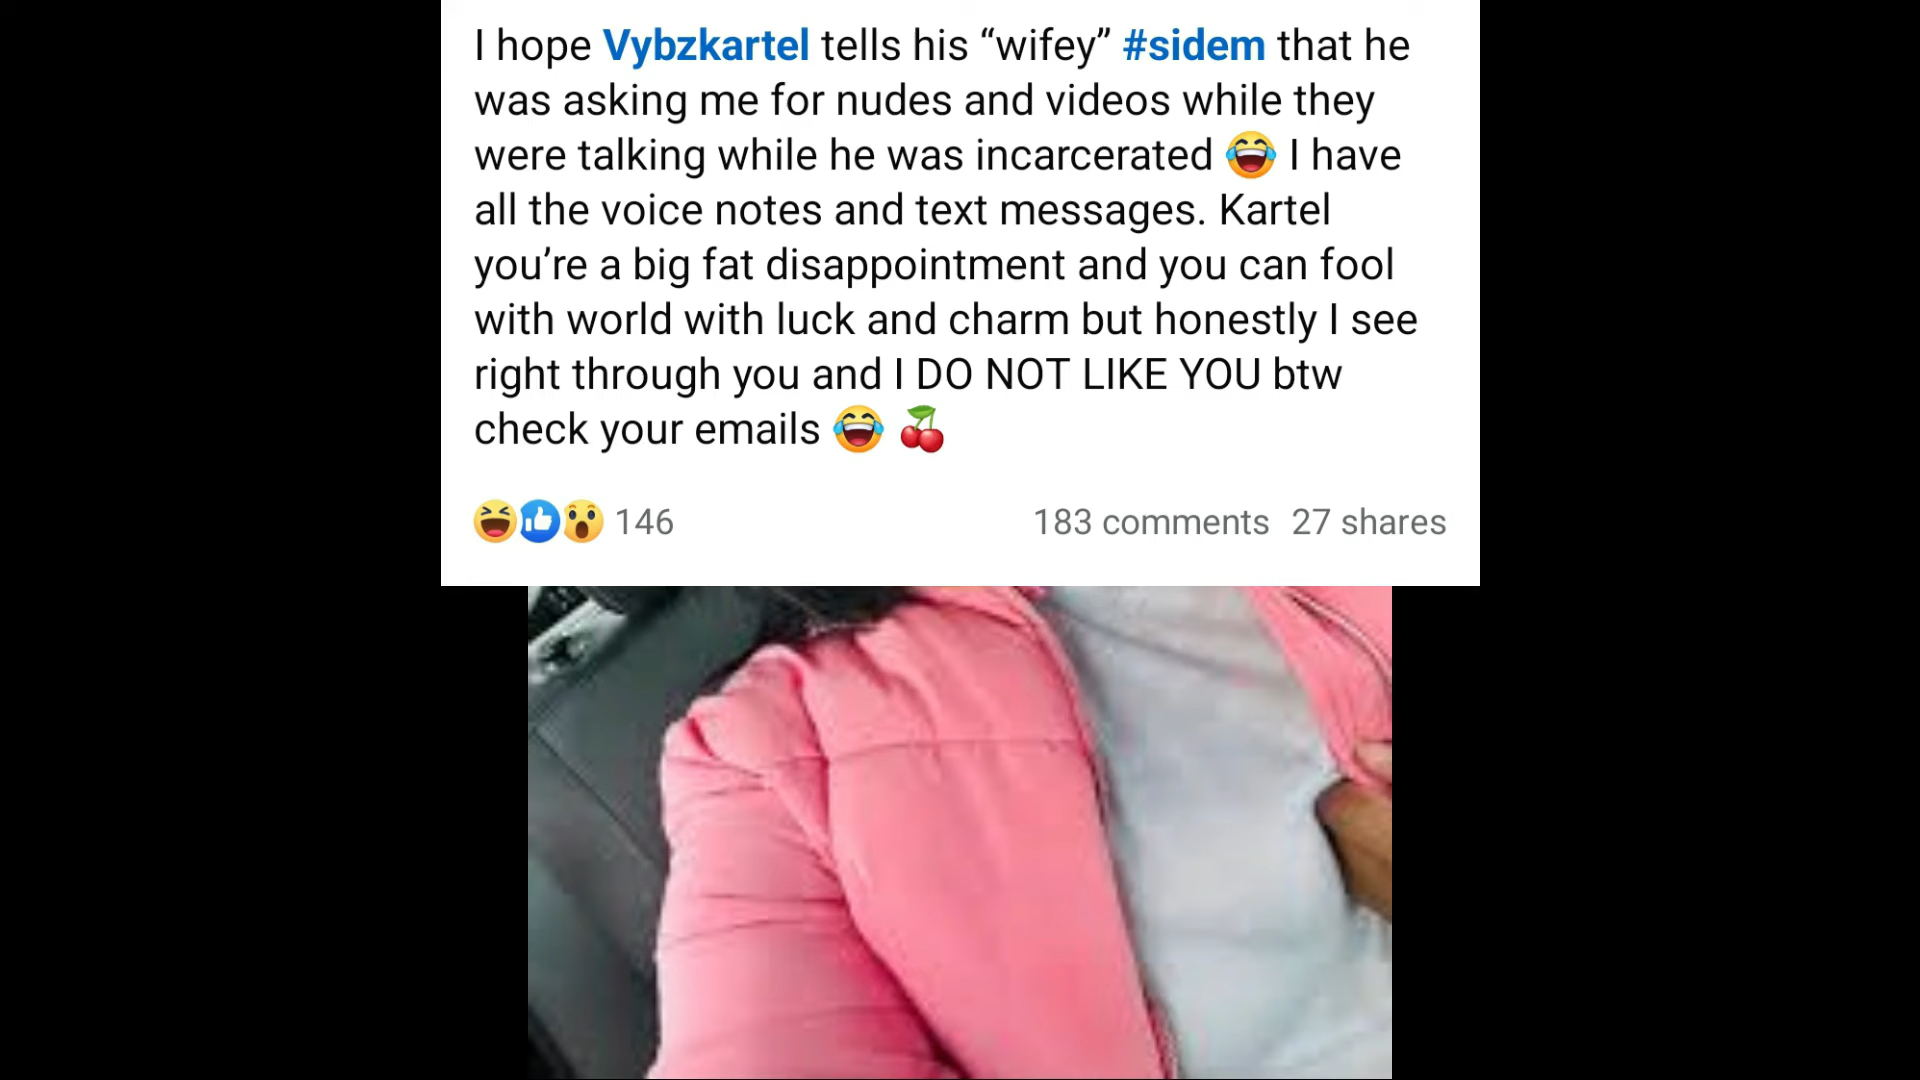 I hope Vybzkartel tells his “wifey” #sidem that he
was asking me for nudes and videos while they
were talking while he was incarcerated 😂 I have
all the voice notes and text messages. Kartel
you’re a big fat disappointment and you can fool
with world with luck and charm but honestly I see
right through you and I DO NOT LIKE YOU btw
check your emails 😂 🍒
146 183 comments 27 shares